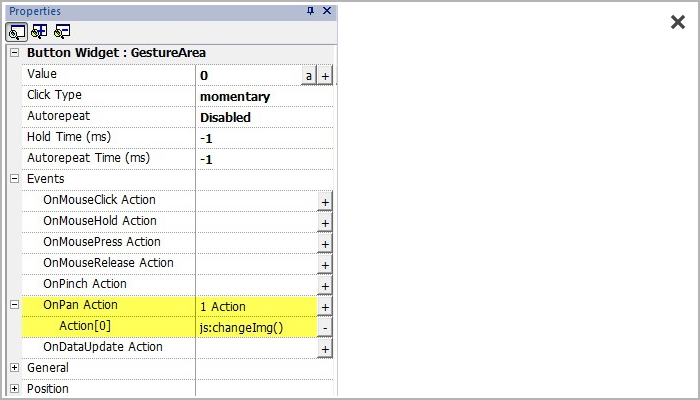 Properties
Button Widget : GestureArea
Value 0 a +
Click Type momentary
Autorepeat Disabled
Hold Time (ms) -1
Autorepeat Time (ms) -1
Events
OnMouseClick Action +
OnMouseHold Action +
OnMousePress Action +
OnMouseRelease Action +
OnPinch Action +
OnPan Action 1 Action +
Action[0] js:changeImg() -
OnDataUpdate Action +
General
Position